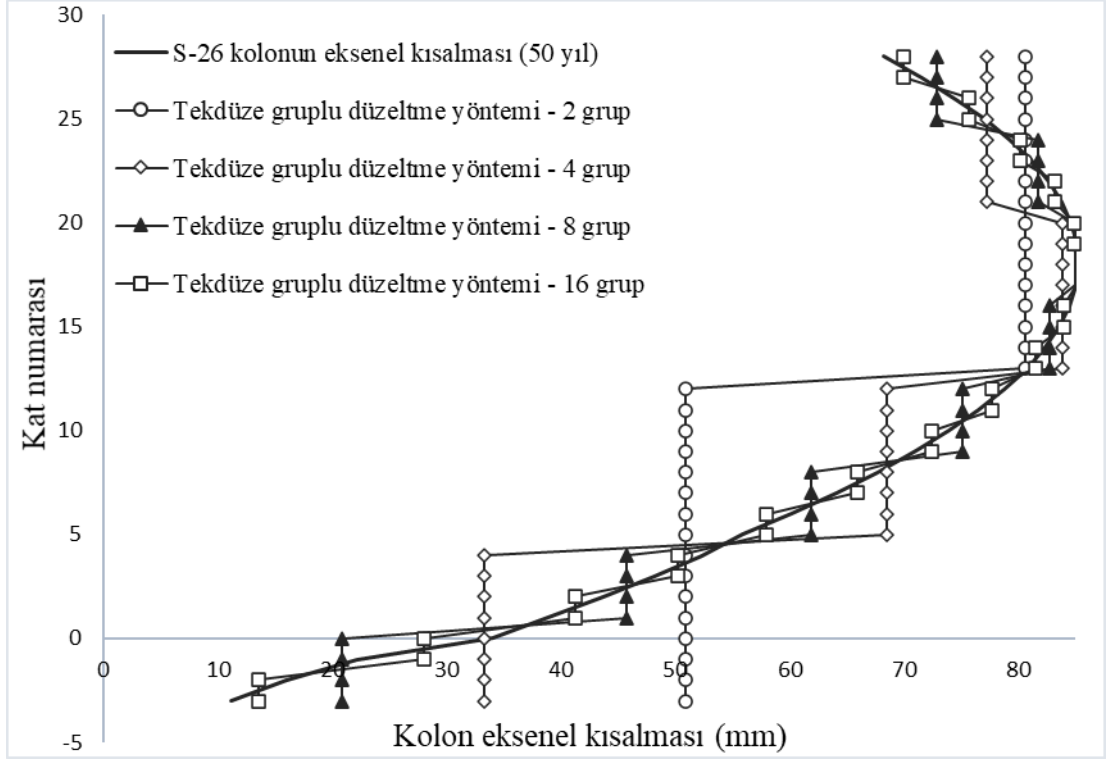 30
25
20
15
10
5
0
-5
Kat numarası
S-26 kolonun eksenel kısalması (50 yıl)
Tekdüze gruplu düzeltme yöntemi - 2 grup
Tekdüze gruplu düzeltme yöntemi - 4 grup
Tekdüze gruplu düzeltme yöntemi - 8 grup
Tekdüze gruplu düzeltme yöntemi - 16 grup
0 10 20 30 40 50 60 70 80
Kolon eksenel kısalması (mm)